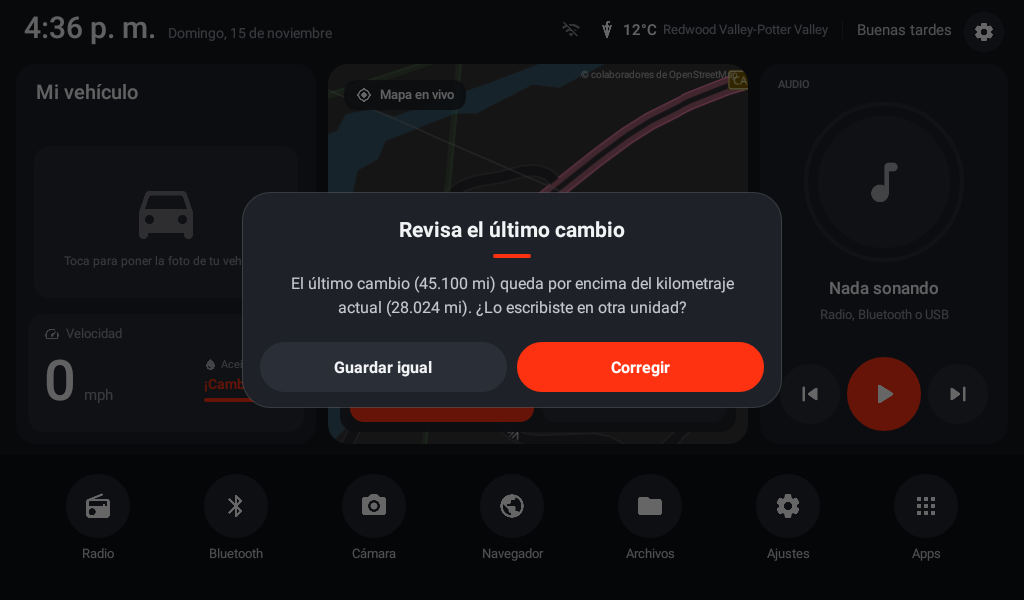 4:36 p. m.
Domingo, 15 de noviembre
12°C
Redwood Valley-Potter Valley
Buenas tardes
Mi vehículo
Toca para poner la foto de tu
Velocidad
0
mph
Mapa en vivo
© colaboradores de OpenStreetMap
CA
Revisa el último cambio
El último cambio (45.100 mi) queda por encima del kilometraje
actual (28.024 mi). ¿Lo escribiste en otra unidad?
Guardar igual
Corregir
AUDIO
Nada sonando
Radio, Bluetooth o USB
Radio
Bluetooth
Cámara
Navegador
Archivos
Ajustes
Apps